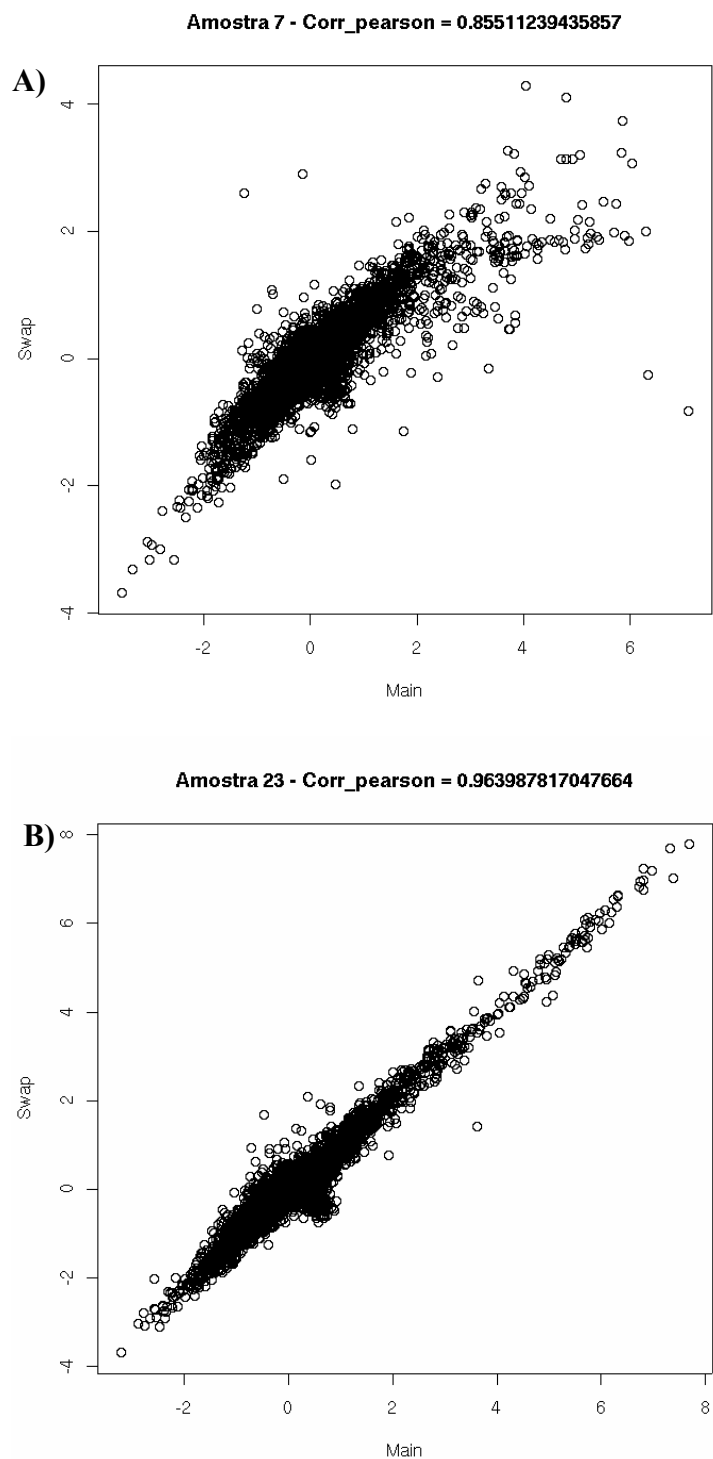 Amostra 7 - Corr_pearson = 0.85511239435857
A)
4
2
0
-2
-4
Swap
-2 0 2 4 6
Main
Amostra 23 - Corr_pearson = 0.963987817047664
B)
8
6
4
2
0
-2
-4
Swap
-2 0 2 4 6 8
Main